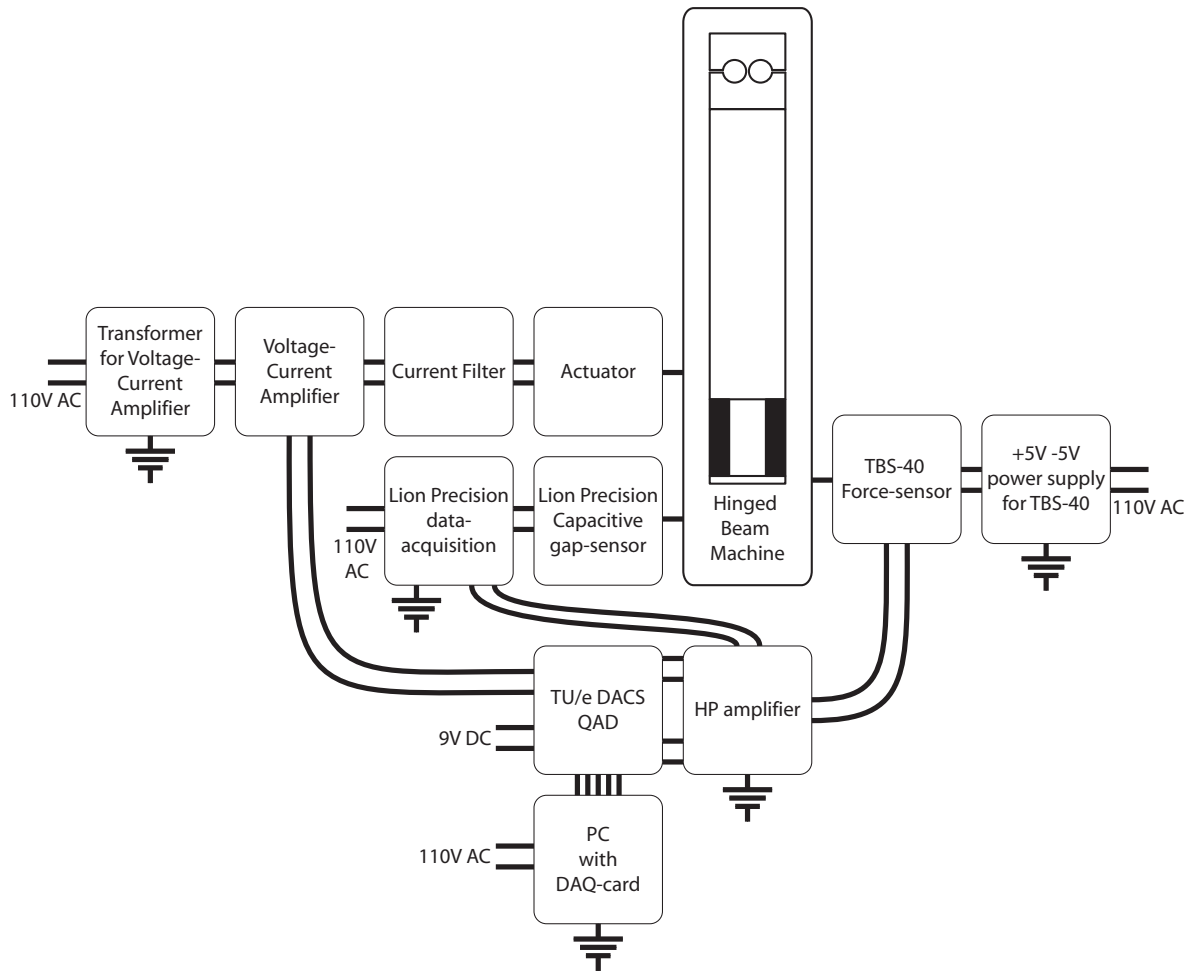 Transformer
for Voltage-
Current
Amplifier
110V AC
Voltage-
Current
Amplifier
Current Filter
Actuator
Lion Precision
data-
acquisition
110V
AC
Lion Precision
Capacitive
gap-sensor
Hinged
Beam
Machine
TBS-40
Force-sensor
+5V -5V
power supply
for TBS-40
110V AC
TU/e DACS
QAD
9V DC
HP amplifier
PC
with
DAQ-card
110V AC